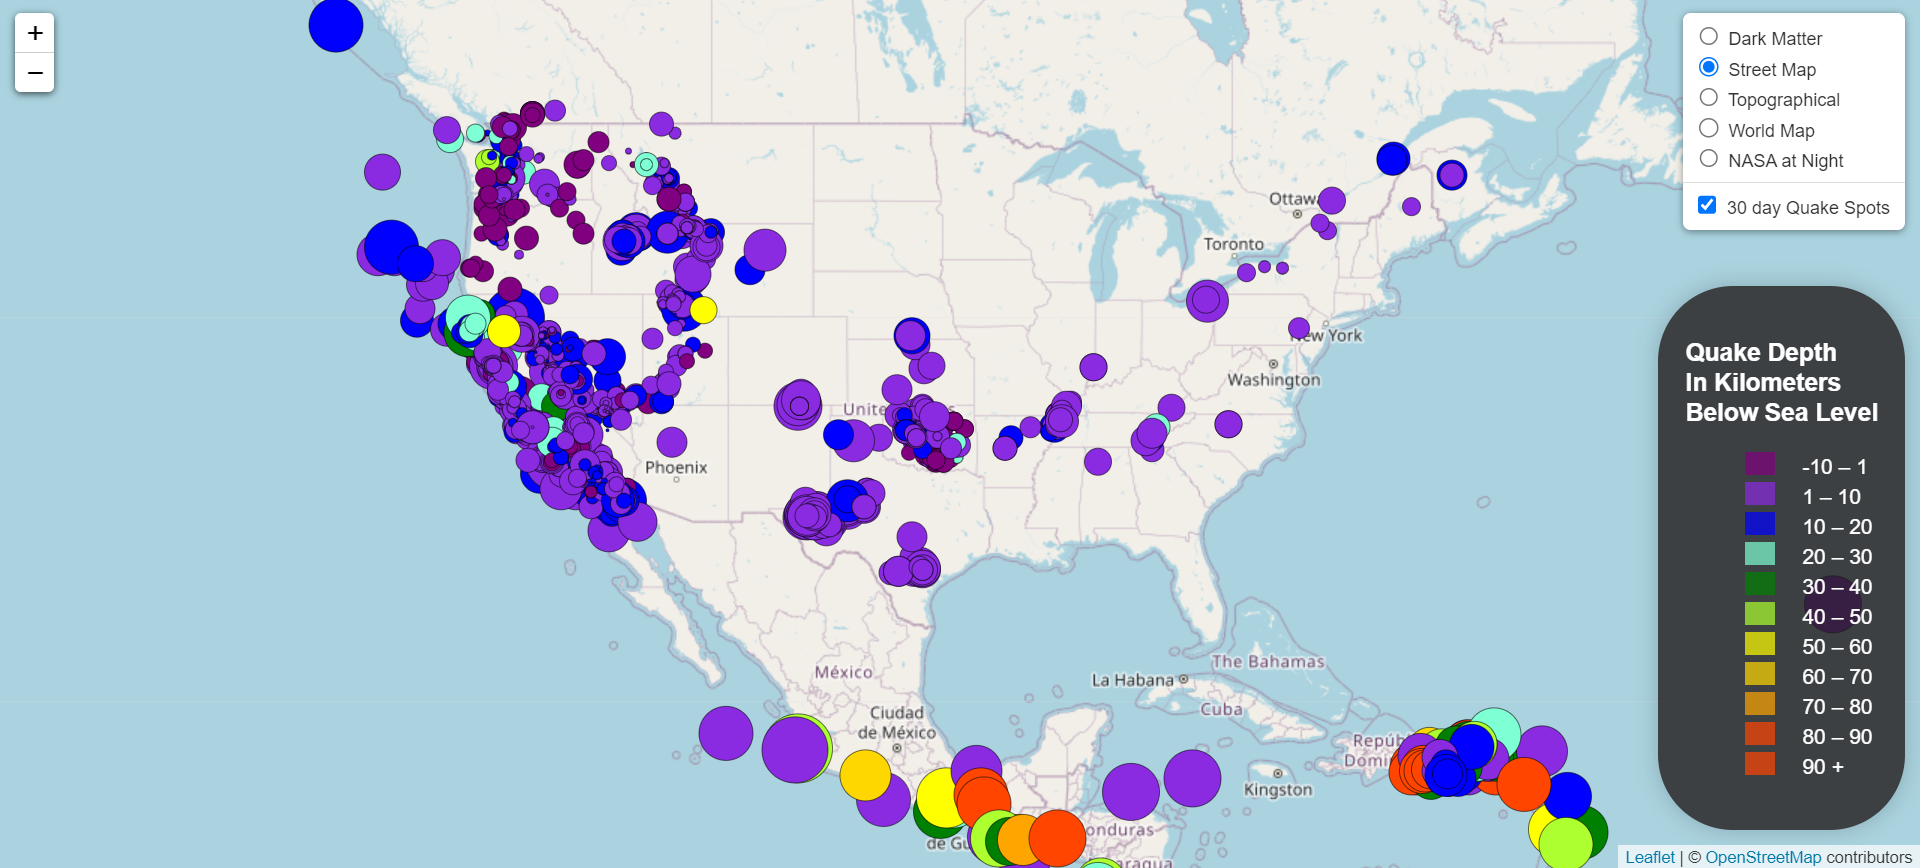 +
−
Dark Matter
Street Map
Topographical
World Map
NASA at Night
30 day Quake Spots
Ottaw
Toronto
New York
Washington
Phoenix
México
Ciudad
de México
La Habana
The Bahamas
Cuba
Kingston
Repúb
Domi
onduras
de Gu
aragua
Quake Depth
In Kilometers
Below Sea Level
-10 – 1
1 – 10
10 – 20
20 – 30
30 – 40
40 – 50
50 – 60
60 – 70
70 – 80
80 – 90
90 +
Leaflet | © OpenStreetMap contributors